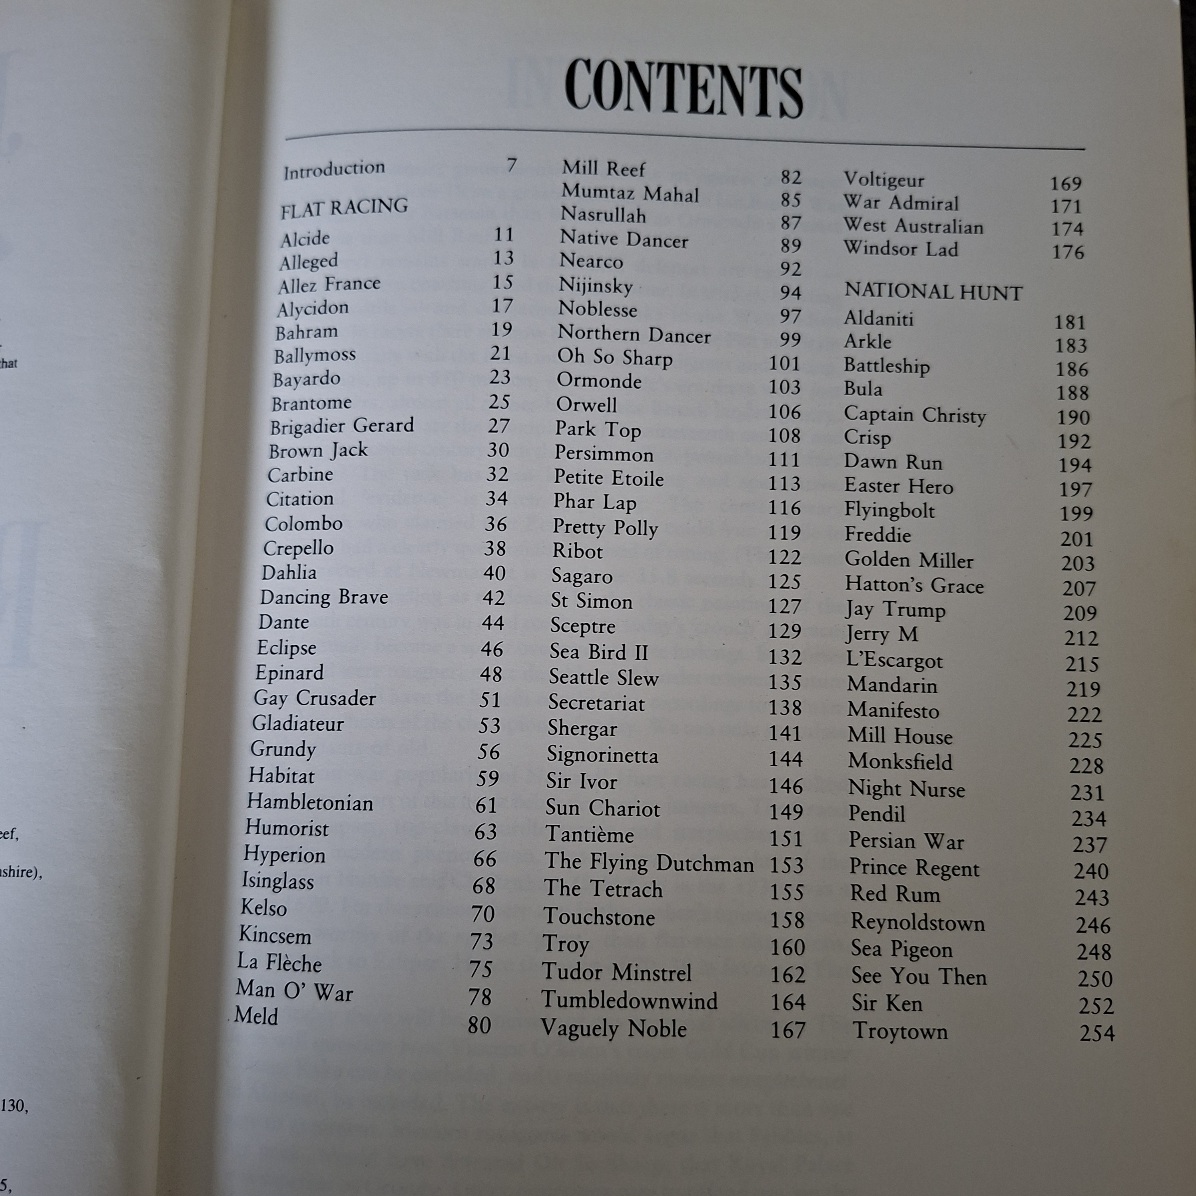 CONTENTS
Introduction 7
FLAT RACING
Alcide 11
Alleged 13
Allez France 15
Alycidon 17
Bahram 19
Ballymoss 21
Bayardo 23
Brantome 25
Brigadier Gerard 27
Brown Jack 30
Carbine 32
Citation 34
Colombo 36
Crepello 38
Dahlia 40
Dancing Brave 42
Dante 44
Eclipse 46
Epinard 48
Gay Crusader 51
Gladiateur 53
Grundy 56
Habitat 59
Hambletonian 61
Humorist 63
Hyperion 66
Isinglass 68
Kelso 70
Kincsem 73
La Flèche 75
Man O' War 78
Meld 80
Mill Reef 82
Mumtaz Mahal 85
Nasrullah 87
Native Dancer 89
Nearco 92
Nijinsky 94
Noblesse 97
Northern Dancer 99
Oh So Sharp 101
Ormonde 103
Orwell 106
Park Top 108
Persimmon 111
Petite Etoile 113
Phar Lap 116
Pretty Polly 119
Ribot 122
Sagaro 125
St Simon 127
Sceptre 129
Sea Bird II 132
Seattle Slew 135
Secretariat 138
Shergar 141
Signorinetta 144
Sir Ivor 146
Sun Chariot 149
Tantième 151
The Flying Dutchman 153
The Tetrach 155
Touchstone 158
Troy 160
Tudor Minstrel 162
Tumbledownwind 164
Vaguely Noble 167
Voltigeur 169
War Admiral 171
West Australian 174
Windsor Lad 176
NATIONAL HUNT
Aldaniti 181
Arkle 183
Battleship 186
Bula 188
Captain Christy 190
Crisp 192
Dawn Run 194
Easter Hero 197
Flyingbolt 199
Freddie 201
Golden Miller 203
Hatton's Grace 207
Jay Trump 209
Jerry M 212
L'Escargot 215
Mandarin 219
Manifesto 222
Mill House 225
Monksfield 228
Night Nurse 231
Pendil 234
Persian War 237
Prince Regent 240
Red Rum 243
Reynoldstown 246
Sea Pigeon 248
See You Then 250
Sir Ken 252
Troytown 254
that
130,
5,